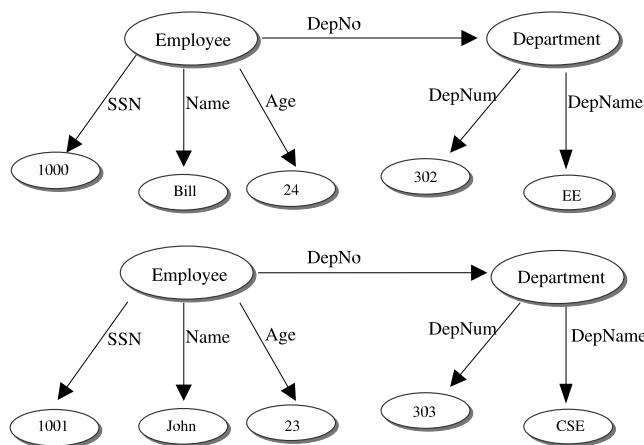 DepNo
Employee
Department
SSN
Name
Age
DepNum
DepName
1000
Bill
24
302
EE
DepNo
Employee
Department
SSN
Name
Age
DepNum
DepName
1001
John
23
303
CSE